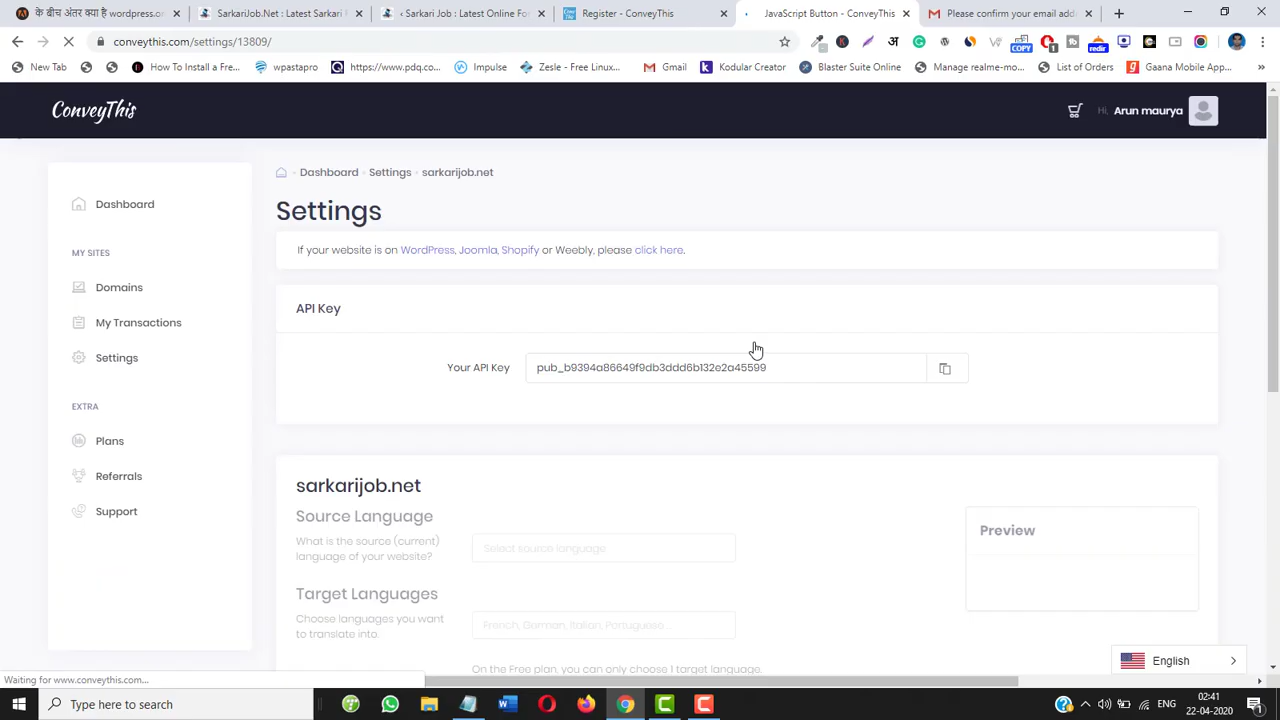 के बीच अंतर क्या है wordpress.o
SarkariJob.Net : Latest Sarkari
Sarkari Job : Latest Online For
Register - ConveyThis
JavaScript Button - ConveyThis
Please confirm your email add
conveythis.com/settings/13809/
New Tab
How To Install a Fre...
wpastapro
https://www.pdq.co...
Impulse
Zesle - Free Linux...
Gmail
Kodular Creator
Blaster Suite Online
Manage realme-mo...
List of Orders
Gaana Mobile App...
ConveyThis
Hi, Arun maurya
Dashboard
MY SITES
Domains
My Transactions
Settings
EXTRA
Plans
Referrals
Support
Dashboard - Settings - sarkarijob.net
Settings
If your website is on WordPress, Joomla, Shopify or Weebly, please click here.
API Key
Your API Key
pub_b9394a86649f9db3ddd6b132e2a45599
sarkarijob.net
Source Language
What is the source (current)
language of your website?
Select source language
Preview
Target Languages
Choose languages you want
to translate into.
French, German, Italian, Portuguese...
On the Free plan, you can only choose 1 target language.
English
Waiting for www.conveythis.com...
Type here to search
ENG
02:41
22-04-2020